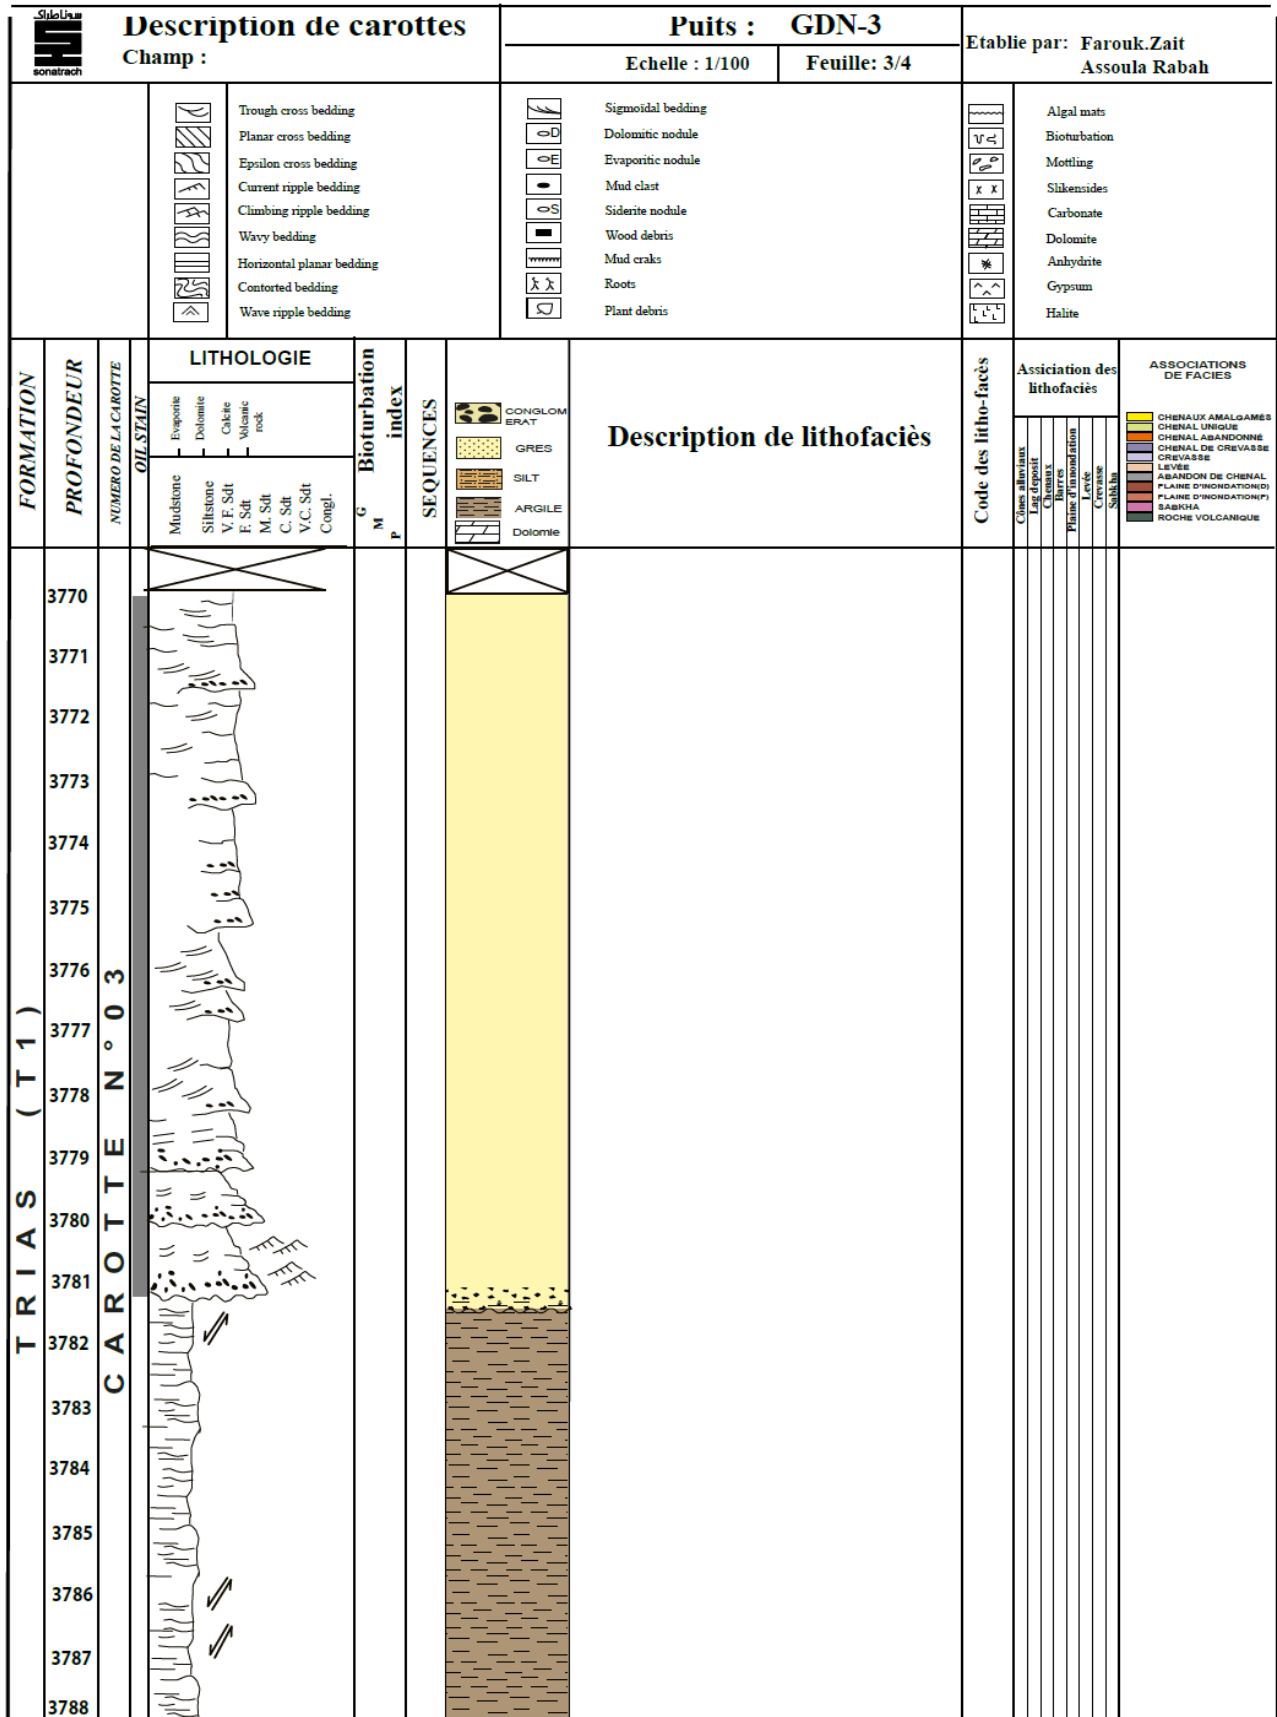 سوناطراك
sonatrach
Description de carottes
Champ :
Puits : GDN-3
Echelle : 1/100
Feuille: 3/4
Etablie par: Farouk.Zait
Assoula Rabah
Trough cross bedding
Planar cross bedding
Epsilon cross bedding
Current ripple bedding
Climbing ripple bedding
Wavy bedding
Horizontal planar bedding
Contorted bedding
Wave ripple bedding
Sigmoïdal bedding
D
Dolomitic nodule
E
Evaporitic nodule
Mud clast
S
Siderite nodule
Wood debris
Mud craks
Roots
Plant debris
Algal mats
Bioturbation
Mottling
x x
Slikensides
Carbonate
Dolomite
Anhydrite
Gypsum
Halite
FORMATION
PROFONDEUR
NUMERO DE LA CAROTTE
OIL STAIN
LITHOLOGIE
Evaporite
Dolomite
Calcite
Volcanic
rock
Mudstone
Siltstone
V. F. Sdt
F. Sdt
M. Sdt
C. Sdt
V.C. Sdt
Congl.
Bioturbation
index
G
M
P
SEQUENCES
CONGLOM
ERAT
GRES
SILT
ARGILE
Dolomie
Description de lithofaciès
Code des litho-facès
Assiciation des
lithofaciès
Cônes alluviaux
Lag deposit
Chenaux
Barres
Plaine d'innondation
Levée
Crevasse
Sabkha
ASSOCIATIONS
DE FACIES
CHENAUX AMALGAMÉS
CHENAL UNIQUE
CHENAL ABANDONNÉ
CHENAL DE CREVASSE
CREVASSE
LEVÉE
ABANDON DE CHENAL
PLAINE D'INONDATION(D)
PLAINE D'INONDATION(P)
SABKHA
ROCHE VOLCANIQUE
TRIAS (T1)
CAROTTE N°03
3770
3771
3772
3773
3774
3775
3776
3777
3778
3779
3780
3781
3782
3783
3784
3785
3786
3787
3788